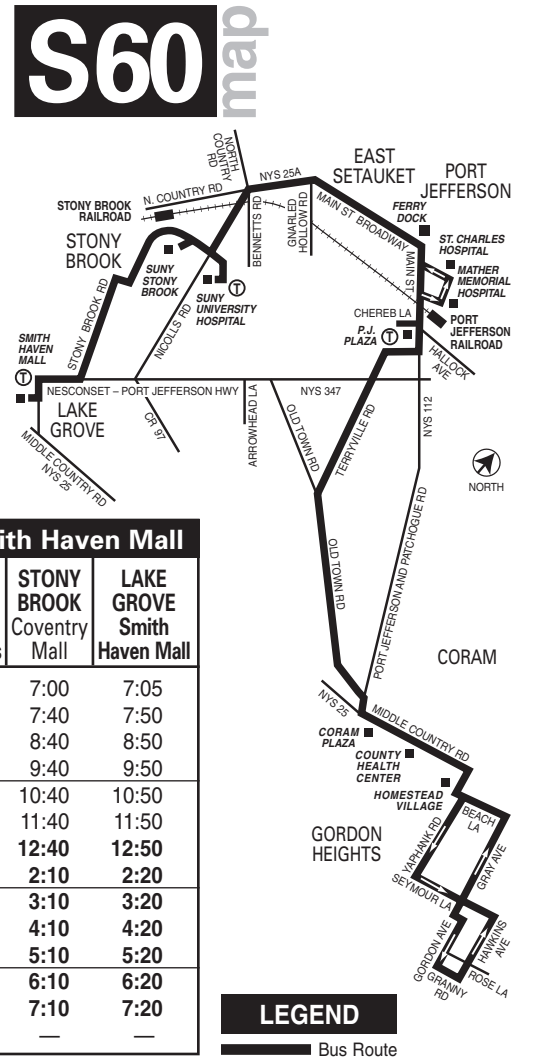 S60
map
NORTH
COUNTRY
RD
NYS 25A
EAST
SETAUKET
PORT
JEFFERSON
N. COUNTRY RD
STONY BROOK
RAILROAD
BENNETTS RD
GNARLED
HOLLOW RD
MAIN ST BROADWAY
FERRY
DOCK
ST. CHARLES
HOSPITAL
STONY
BROOK
SUNY
STONY
BROOK
SUNY
UNIVERSITY
HOSPITAL
T
MAIN ST.
MATHER
MEMORIAL
HOSPITAL
CHEREB LA
P.J.
PLAZA
T
PORT
JEFFERSON
RAILROAD
HALLOCK
AVE
STONY BROOK RD
NICOLLS RD
SMITH
HAVEN
MALL
T
NESCONSET – PORT JEFFERSON HWY
NYS 347
LAKE
GROVE
MIDDLE COUNTRY RD
NYS 25
CR 97
ARROWHEAD LA
OLD TOWN RD
TERRYVILLE RD
NYS 112
NORTH
OLD TOWN RD
PORT JEFFERSON AND PATCHOGUE RD
CORAM
NYS 25
MIDDLE COUNTRY RD
CORAM
PLAZA
COUNTY
HEALTH
CENTER
HOMESTEAD
VILLAGE
BEACH
LA
GORDON
HEIGHTS
YAPHANK RD
GRAY AVE
SEYMOUR LA
GORDON AVE
HAWKINS
AVE
ROSE LA
GRANNY
RD
ith Haven Mall
STONY
BROOK
Coventry
Mall
LAKE
GROVE
Smith
Haven Mall
s
7:00 7:05
7:40 7:50
8:40 8:50
9:40 9:50
10:40 10:50
11:40 11:50
12:40 12:50
2:10 2:20
3:10 3:20
4:10 4:20
5:10 5:20
6:10 6:20
7:10 7:20
— —
LEGEND
Bus Route